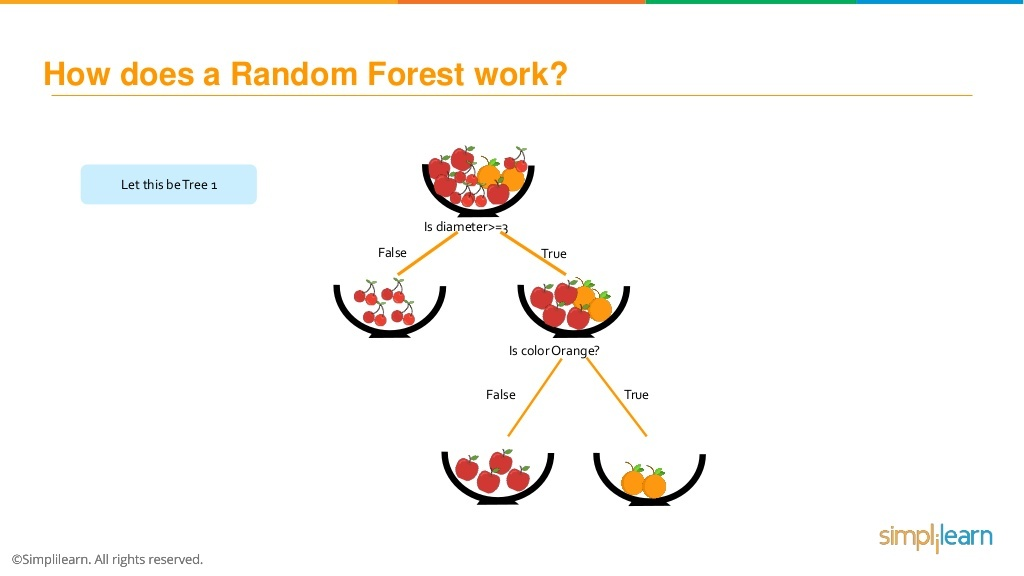 How does a Random Forest work?
Let this be Tree 1
Is diameter>=3
False
True
Is color Orange?
False
True
simplilearn
©Simplilearn. All rights reserved.